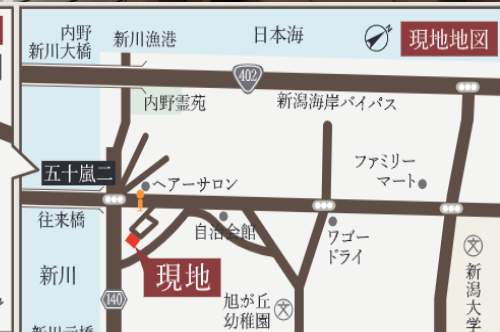 内野
新川大橋
新川漁港
日本海
現地地図
402
内野霊苑
新潟海岸バイパス
五十嵐二
ヘアーサロン
ファミリー
マート
往来橋
自治会館
ワゴー
ドライ
新川
現地
140
旭が丘
幼稚園
文
文
新潟大学